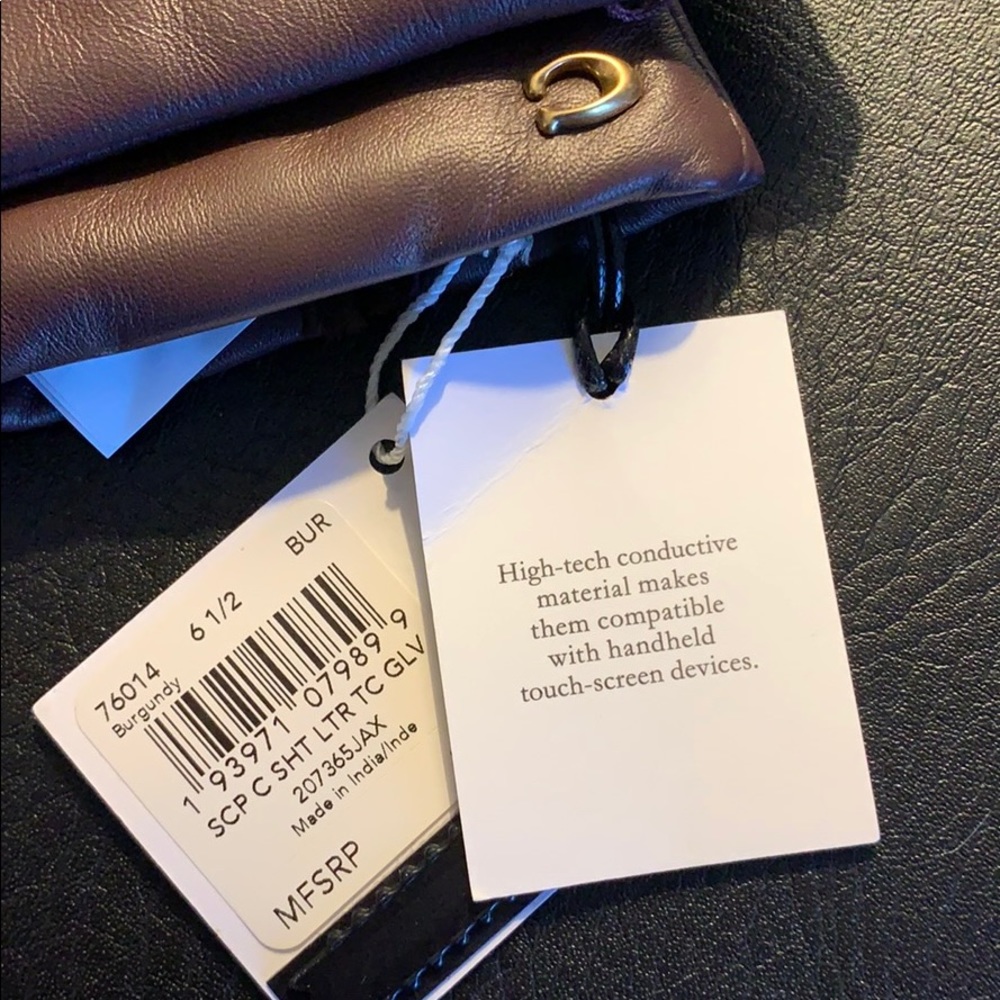 76014 6 1/2 BUR
Burgundy
1 93971 07989 9
SCP C SHT LTR TC GLV
207365JAX
Made in India/Inde
MFSRP
High-tech conductive
material makes
them compatible
with handheld
touch-screen devices.